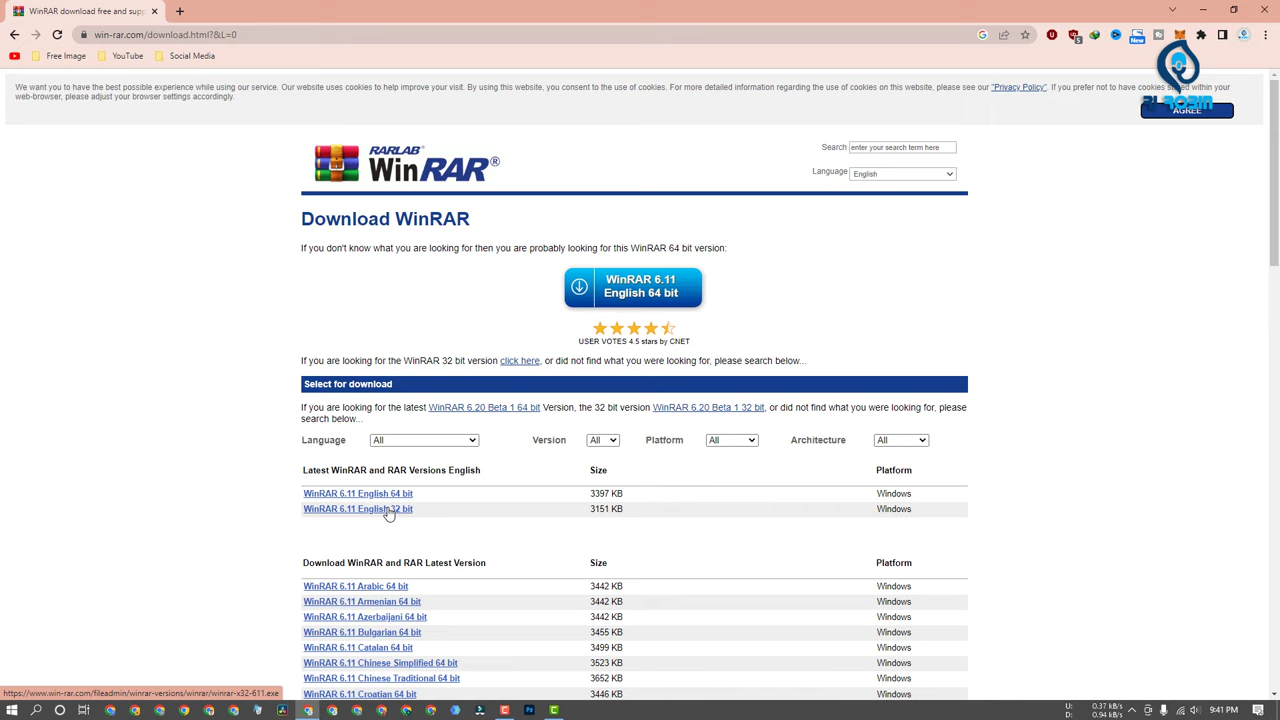 WinRAR download free and supp
win-rar.com/download.html?&L=0
5
New
Free Image
YouTube
Social Media
We want you to have the best possible experience while using our service. Our website uses cookies to help improve your visit. By using this website, you consent to the use of cookies. For more detailed information regarding the use of cookies on this website, please see our "Privacy Policy". If you prefer not to have cookies stored within your
web-browser, please adjust your browser settings accordingly.
AGREE
RARLAB®
WinRAR®
Search enter your search term here
Language English
Download WinRAR
If you don't know what you are looking for then you are probably looking for this WinRAR 64 bit version:
WinRAR 6.11
English 64 bit
USER VOTES 4.5 stars by CNET
If you are looking for the WinRAR 32 bit version click here, or did not find what you were looking for, please search below...
Select for download
If you are looking for the latest WinRAR 6.20 Beta 1 64 bit Version, the 32 bit version WinRAR 6.20 Beta 1 32 bit, or did not find what you were looking for, please
search below...
Language All Version All Platform All Architecture All
Latest WinRAR and RAR Versions English Size Platform
WinRAR 6.11 English 64 bit 3397 KB Windows
WinRAR 6.11 English 32 bit 3151 KB Windows
Download WinRAR and RAR Latest Version Size Platform
WinRAR 6.11 Arabic 64 bit 3442 KB Windows
WinRAR 6.11 Armenian 64 bit 3442 KB Windows
WinRAR 6.11 Azerbaijani 64 bit 3442 KB Windows
WinRAR 6.11 Bulgarian 64 bit 3455 KB Windows
WinRAR 6.11 Catalan 64 bit 3499 KB Windows
WinRAR 6.11 Chinese Simplified 64 bit 3523 KB Windows
WinRAR 6.11 Chinese Traditional 64 bit 3652 KB Windows
WinRAR 6.11 Croatian 64 bit 3446 KB Windows
https://www.win-rar.com/fileadmin/winrar-versions/winrar/winrar-x32-611.exe
U: 0.37 kB/s
D: 0.94 kB/s
9:41 PM